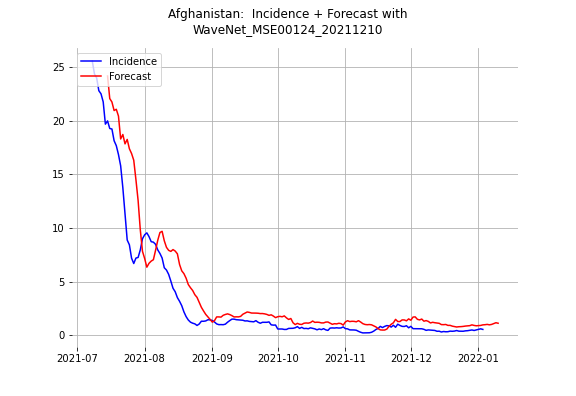 Afghanistan:  Incidence + Forecast with
WaveNet_MSE00124_20211210
Incidence
Forecast
25
20
15
10
5
0
2021-07 2021-08 2021-09 2021-10 2021-11 2021-12 2022-01